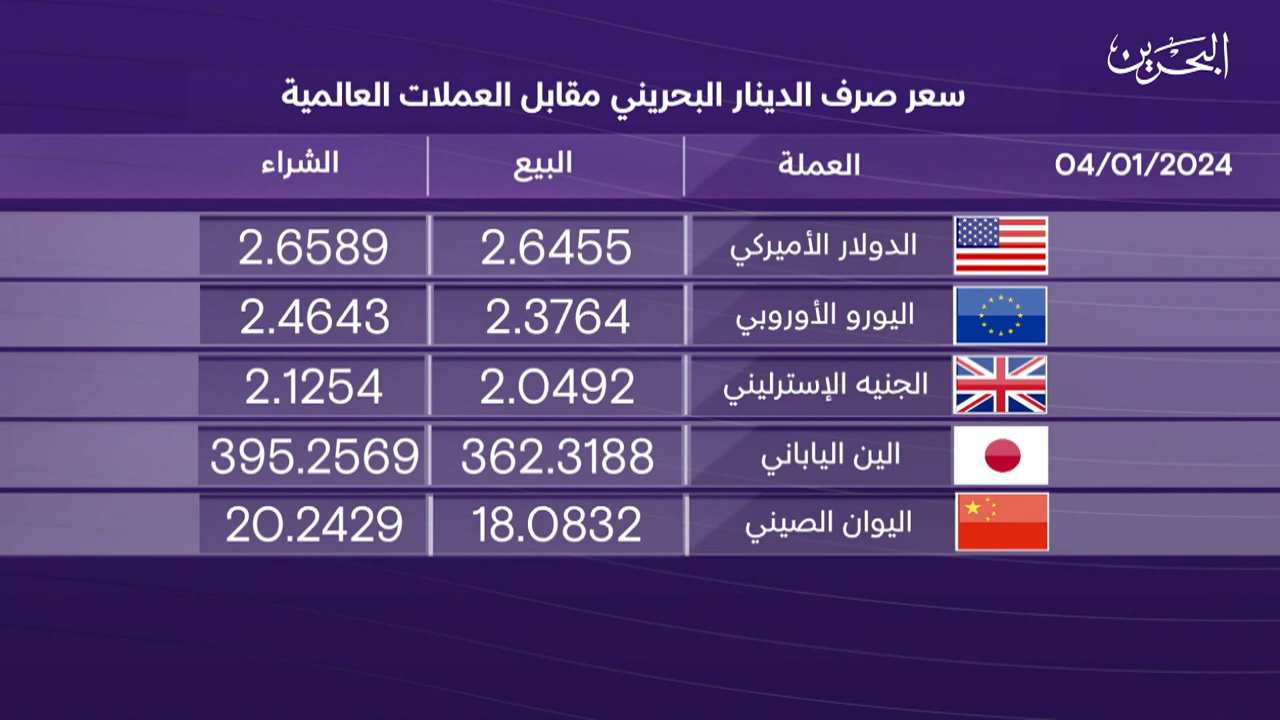 البحرين
سعر صرف الدينار البحريني مقابل العملات العالمية
04/01/2024 العملة البيع الشراء
الدولار الأميركي 2.6455 2.6589
اليورو الأوروبي 2.3764 2.4643
الجنيه الإسترليني 2.0492 2.1254
الين الياباني 362.3188 395.2569
اليوان الصيني 18.0832 20.2429